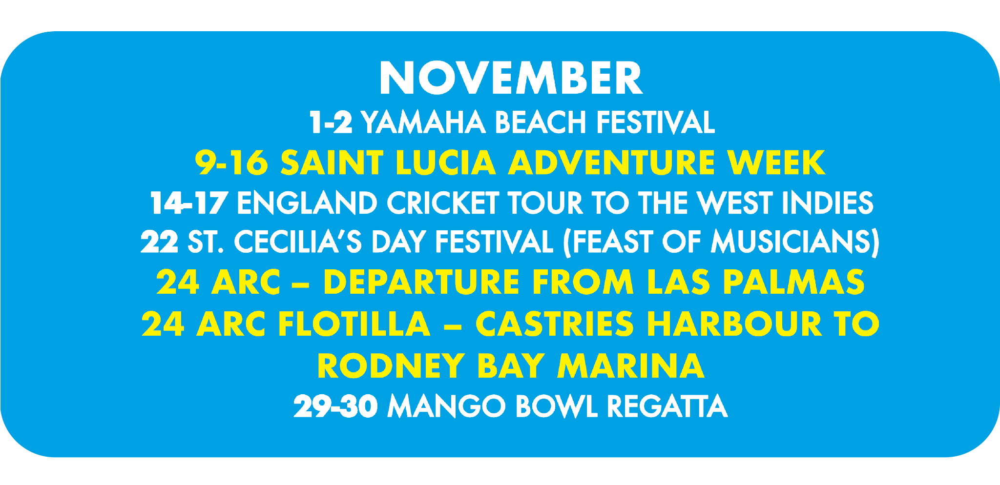 NOVEMBER
1-2 YAMAHA BEACH FESTIVAL
9-16 SAINT LUCIA ADVENTURE WEEK
14-17 ENGLAND CRICKET TOUR TO THE WEST INDIES
22 ST. CECILIA’S DAY FESTIVAL (FEAST OF MUSICIANS)
24 ARC – DEPARTURE FROM LAS PALMAS
24 ARC FLOTILLA – CASTRIES HARBOUR TO
RODNEY BAY MARINA
29-30 MANGO BOWL REGATTA